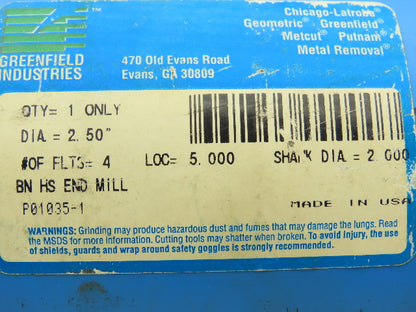 GREENFIELD
INDUSTRIES
470 Old Evans Road
Evans, GA 30809
Chicago-Latrobe
Geometric Greenfield
Metcut Putnam
Metal Removal
QTY= 1 ONLY
DIA = 2.50"
#OF FLTS= 4 LOC= 5.000 SHANK DIA = 2.000
BN HS END MILL
P01035-1
MADE IN USA
WARNINGS: Grinding may produce hazardous dust and fumes that may damage the lungs. Read
the MSDS for more information. Cutting tools may shatter when broken. To avoid injury, the use
of shields, guards and wrap around safety goggles is strongly recommended.